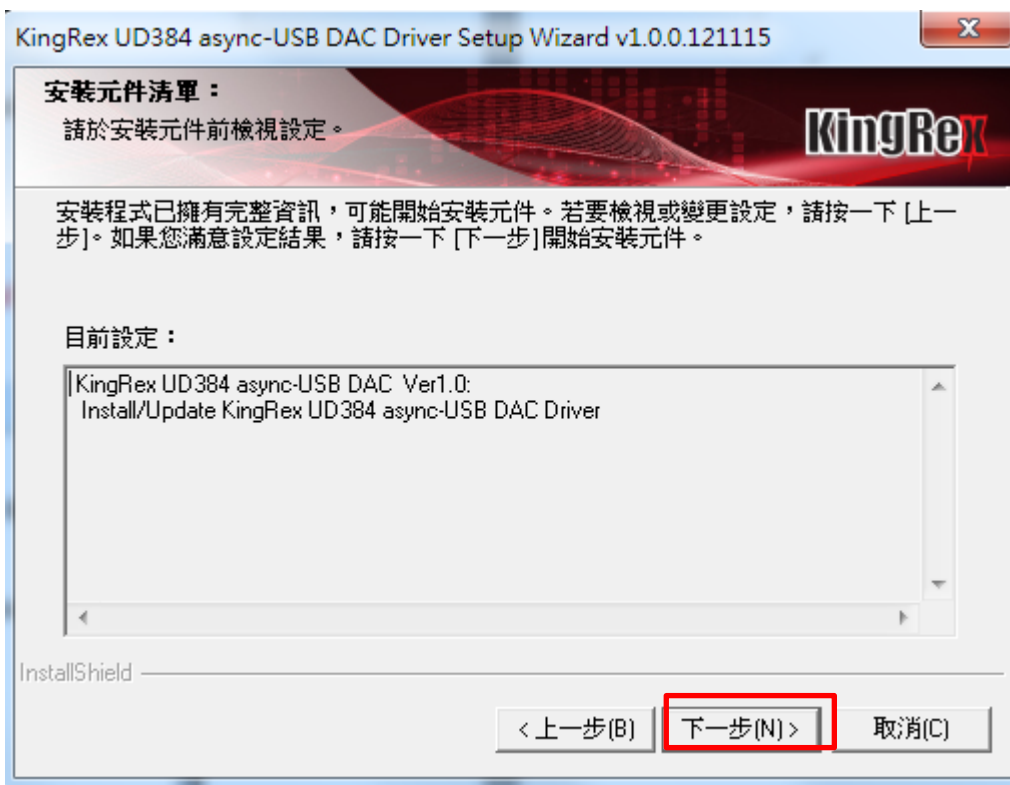 KingRex UD384 async-USB DAC Driver Setup Wizard v1.0.0.121115
安裝元件清單：
請於安裝元件前檢視設定。
KingRex
安裝程式已擁有完整資訊，可能開始安裝元件。若要檢視或變更設定，請按一下 [上一
步]。如果您滿意設定結果，請按一下 [下一步]開始安裝元件。
目前設定：
KingRex UD384 async-USB DAC  Ver1.0:
Install/Update KingRex UD384 async-USB DAC Driver
InstallShield
< 上一步(B)
下一步(N) >
取消(C)